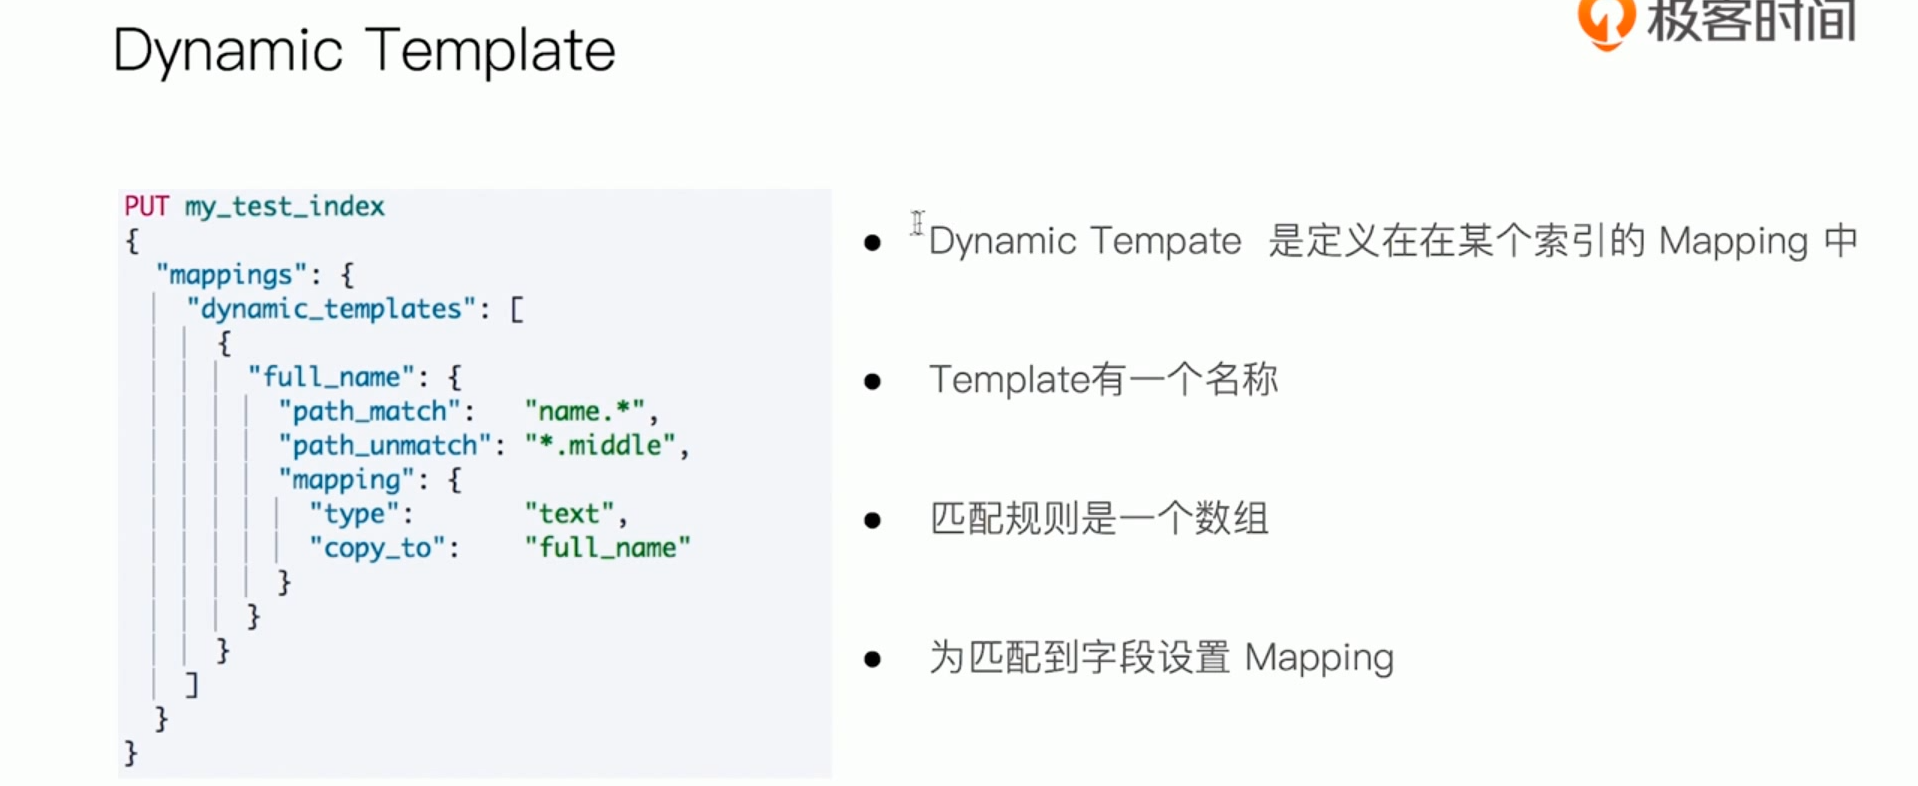 极客时间
Dynamic Template
PUT my_test_index
{
  "mappings": {
    "dynamic_templates": [
      {
        "full_name": {
          "path_match":   "name.*",
          "path_unmatch": "*.middle",
          "mapping": {
            "type":       "text",
            "copy_to":    "full_name"
          }
        }
      }
    ]
  }
}
● Dynamic Tempate 是定义在在某个索引的 Mapping 中
● Template有一个名称
● 匹配规则是一个数组
● 为匹配到字段设置 Mapping